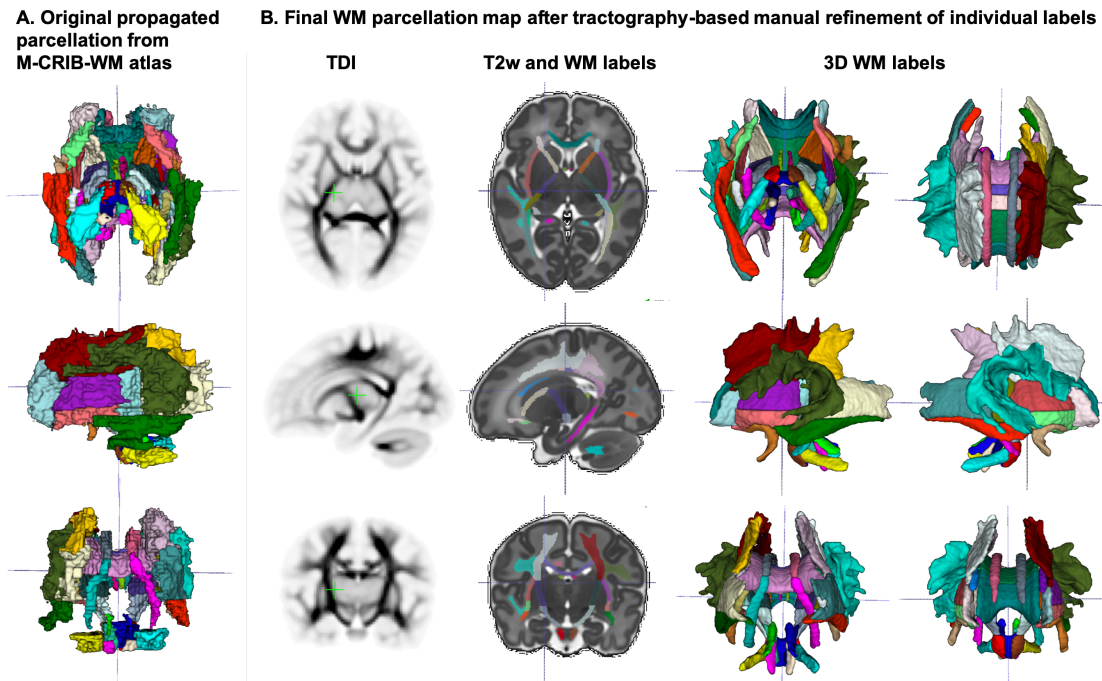 A. Original propagated
parcellation from
M-CRIB-WM atlas
B. Final WM parcellation map after tractography-based manual refinement of individual labels
TDI
T2w and WM labels
3D WM labels